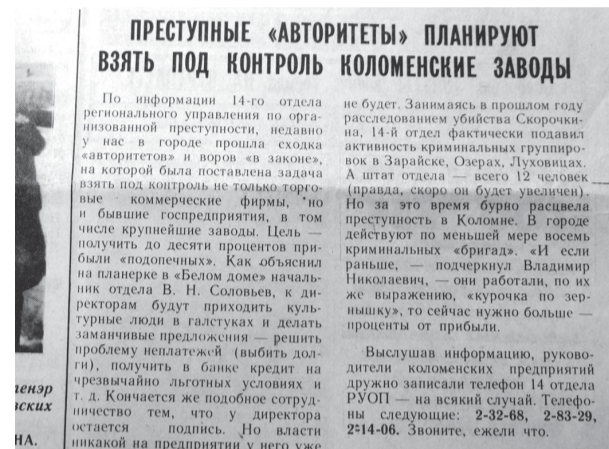 ПРЕСТУПНЫЕ «АВТОРИТЕТЫ» ПЛАНИРУЮТ
ВЗЯТЬ ПОД КОНТРОЛЬ КОЛОМЕНСКИЕ ЗАВОДЫ
По информации 14-го отдела
регионального управления по орга-
низованной преступности, недавно
у нас в городе прошла сходка
«авторитетов» и воров «в законе»,
на которой была поставлена задача
взять под контроль не только торго-
вые коммерческие фирмы, но
и бывшие госпредприятия, в том
числе крупнейшие заводы. Цель —
получить до десяти процентов при-
были «подопечных». Как объяснил
на планерке в «Белом доме» началь-
ник отдела В. Н. Соловьев, к ди-
ректорам будут приходить куль-
турные люди в галстуках и делать
заманчивые предложения — решить
проблему неплатежей (выбить дол-
ги), получить в банке кредит на
чрезвычайно льготных условиях и
т. д. Кончается же подобное сотруд-
ничество тем, что у директора
остается подпись. Но власти
никакой на предприятии у него уже
не будет. Занимаясь в прошлом году
расследованием убийства Скорочки-
на, 14-й отдел фактически подавил
активность криминальных группиро-
вок в Зарайске, Озерах, Луховицах.
А штат отдела — всего 12 человек
(правда, скоро он будет увеличен).
Но за это время бурно расцвела
преступность в Коломне. В городе
действуют по меньшей мере восемь
криминальных «бригад». «И если
раньше, — подчеркнул Владимир
Николаевич, — они работали, по их
же выражению, «курочка по зер-
нышку», то сейчас нужно больше —
проценты от прибыли.
Выслушав информацию, руково-
дители коломенских предприятий
дружно записали телефон 14 отдела
РУОП — на всякий случай. Телефо-
ны следующие: 2-32-68, 2-83-29,
2-14-06. Звоните, ежели что.
НА.